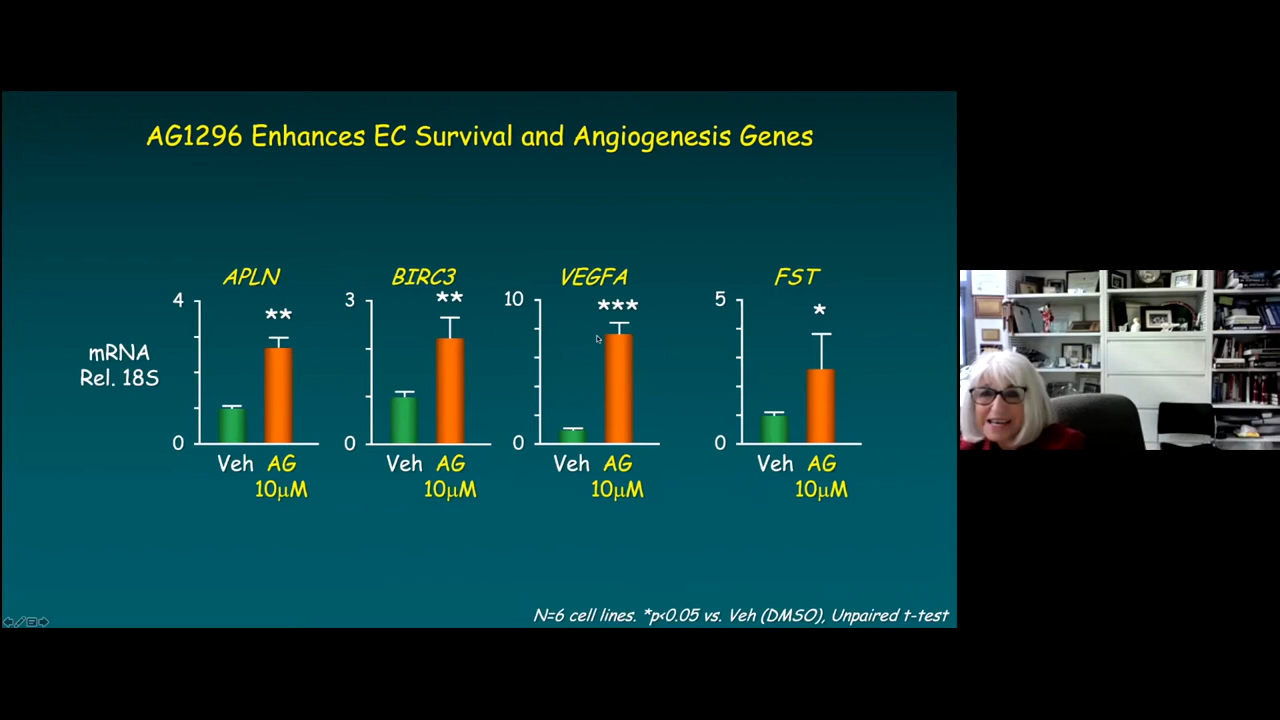 AG1296 Enhances EC Survival and Angiogenesis Genes
APLN
BIRC3
VEGFA
FST
4
3
10
5
**
**
***
*
mRNA
Rel. 18S
0
0
0
0
Veh AG
10μM
Veh AG
10μM
Veh AG
10μM
Veh AG
10μM
N=6 cell lines. *p<0.05 vs. Veh (DMSO), Unpaired t-test